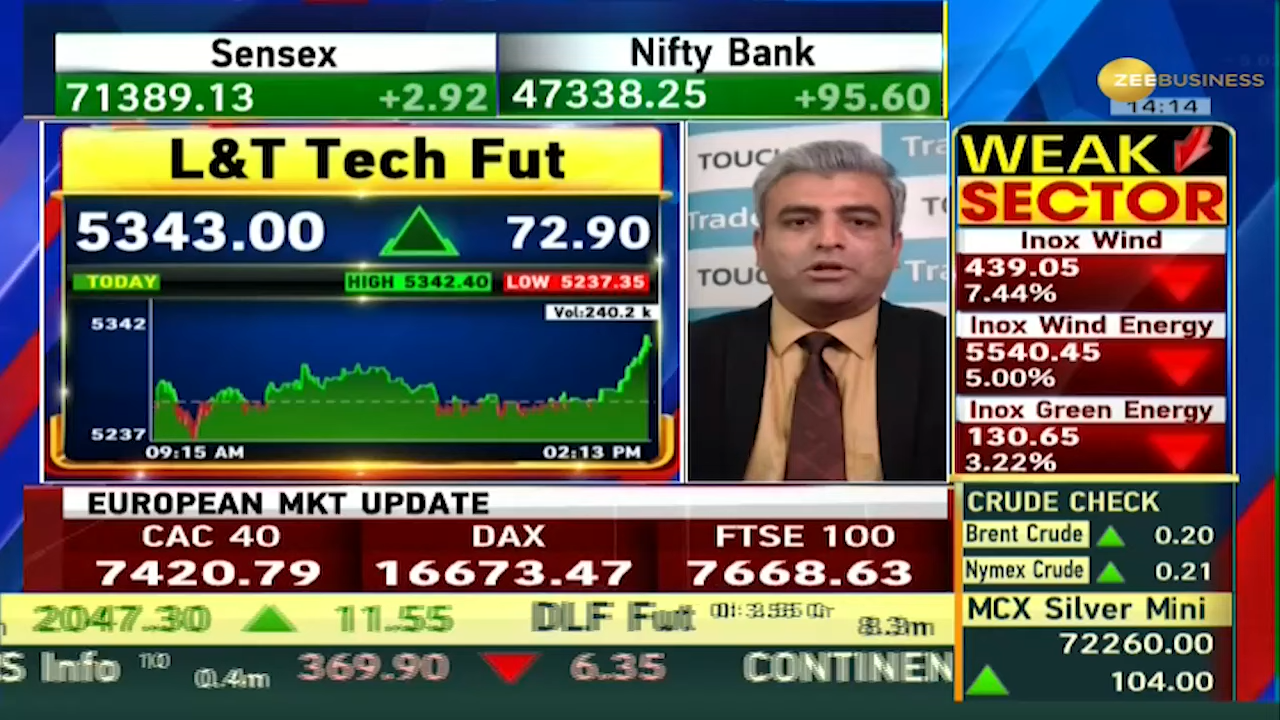 Sensex
71389.13 +2.92
Nifty Bank
47338.25 +95.60
ZEEBUSINESS
14:14
L&T Tech Fut
5343.00 72.90
TODAY HIGH 5342.40 LOW 5237.35
Vol:240.2 k
5342
5237
09:15 AM 02:13 PM
TOUCH Tra
Trade
TOU Tra
WEAK
SECTOR
Inox Wind
439.05
7.44%
Inox Wind Energy
5540.45
5.00%
Inox Green Energy
130.65
3.22%
EUROPEAN MKT UPDATE
CAC 40 DAX FTSE 100
7420.79 16673.47 7668.63
CRUDE CHECK
Brent Crude 0.20
Nymex Crude 0.21
MCX Silver Mini
72260.00
104.00
2047.30 11.55 DLF Fut
S Info 0.4m 369.90 6.35 CONTINEN